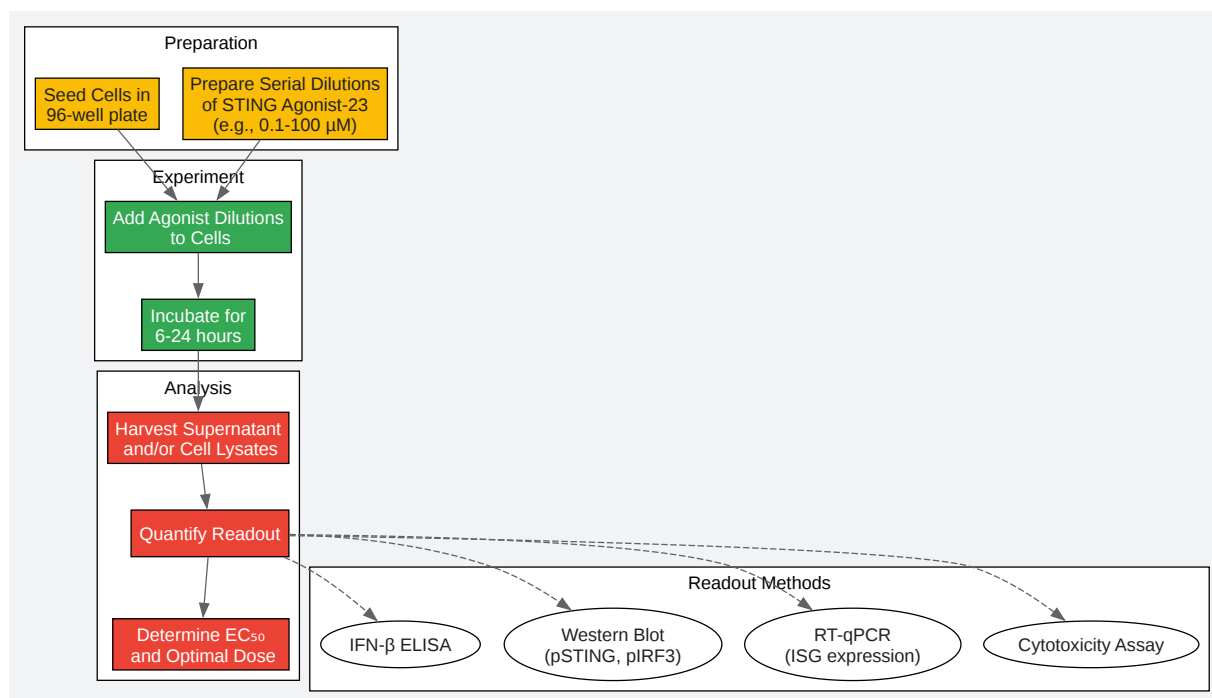 Preparation
Seed Cells in
96-well plate
Prepare Serial Dilutions
of STING Agonist-23
(e.g., 0.1-100 µM)
Experiment
Add Agonist Dilutions
to Cells
Incubate for
6-24 hours
Analysis
Harvest Supernatant
and/or Cell Lysates
Quantify Readout
Determine EC₅₀
and Optimal Dose
Readout Methods
IFN-β ELISA
Western Blot
(pSTING, pIRF3)
RT-qPCR
(ISG expression)
Cytotoxicity Assay